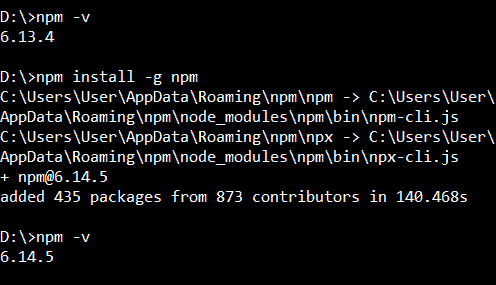 D:\>npm -v
6.13.4
D:\>npm install -g npm
C:\Users\User\AppData\Roaming\npm\npm -> C:\Users\User\
AppData\Roaming\npm\node_modules\npm\bin\npm-cli.js
C:\Users\User\AppData\Roaming\npm\npx -> C:\Users\User\
AppData\Roaming\npm\node_modules\npm\bin\npx-cli.js
+ npm@6.14.5
added 435 packages from 873 contributors in 140.468s
D:\>npm -v
6.14.5